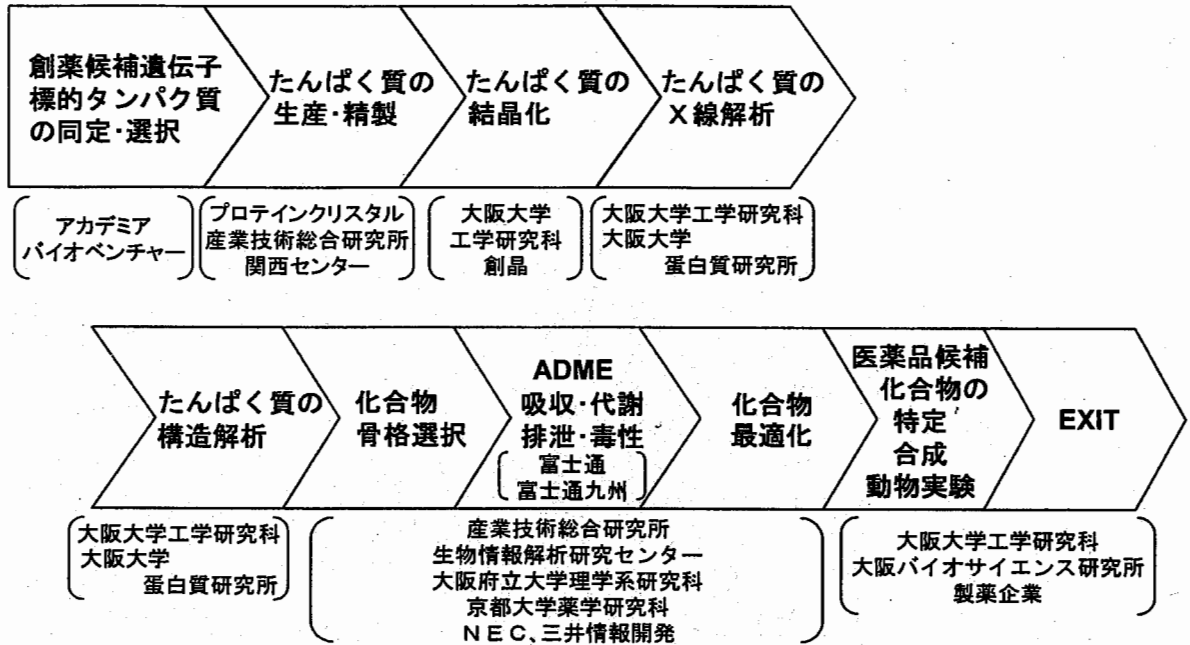 創薬候補遺伝子
標的タンパク質
の同定・選択
たんぱく質の
生産・精製
たんぱく質の
結晶化
たんぱく質の
X線解析
アカデミア
バイオベンチャー
プロテインクリスタル
産業技術総合研究所
関西センター
大阪大学
工学研究科
創晶
大阪大学工学研究科
大阪大学
蛋白質研究所
たんぱく質の
構造解析
化合物
骨格選択
ADME
吸収・代謝
排泄・毒性
富士通
富士通九州
化合物
最適化
医薬品候補
化合物の
特定
合成
動物実験
EXIT
大阪大学工学研究科
大阪大学
蛋白質研究所
産業技術総合研究所
生物情報解析研究センター
大阪府立大学理学系研究科
京都大学薬学研究科
NEC、三井情報開発
大阪大学工学研究科
大阪バイオサイエンス研究所
製薬企業